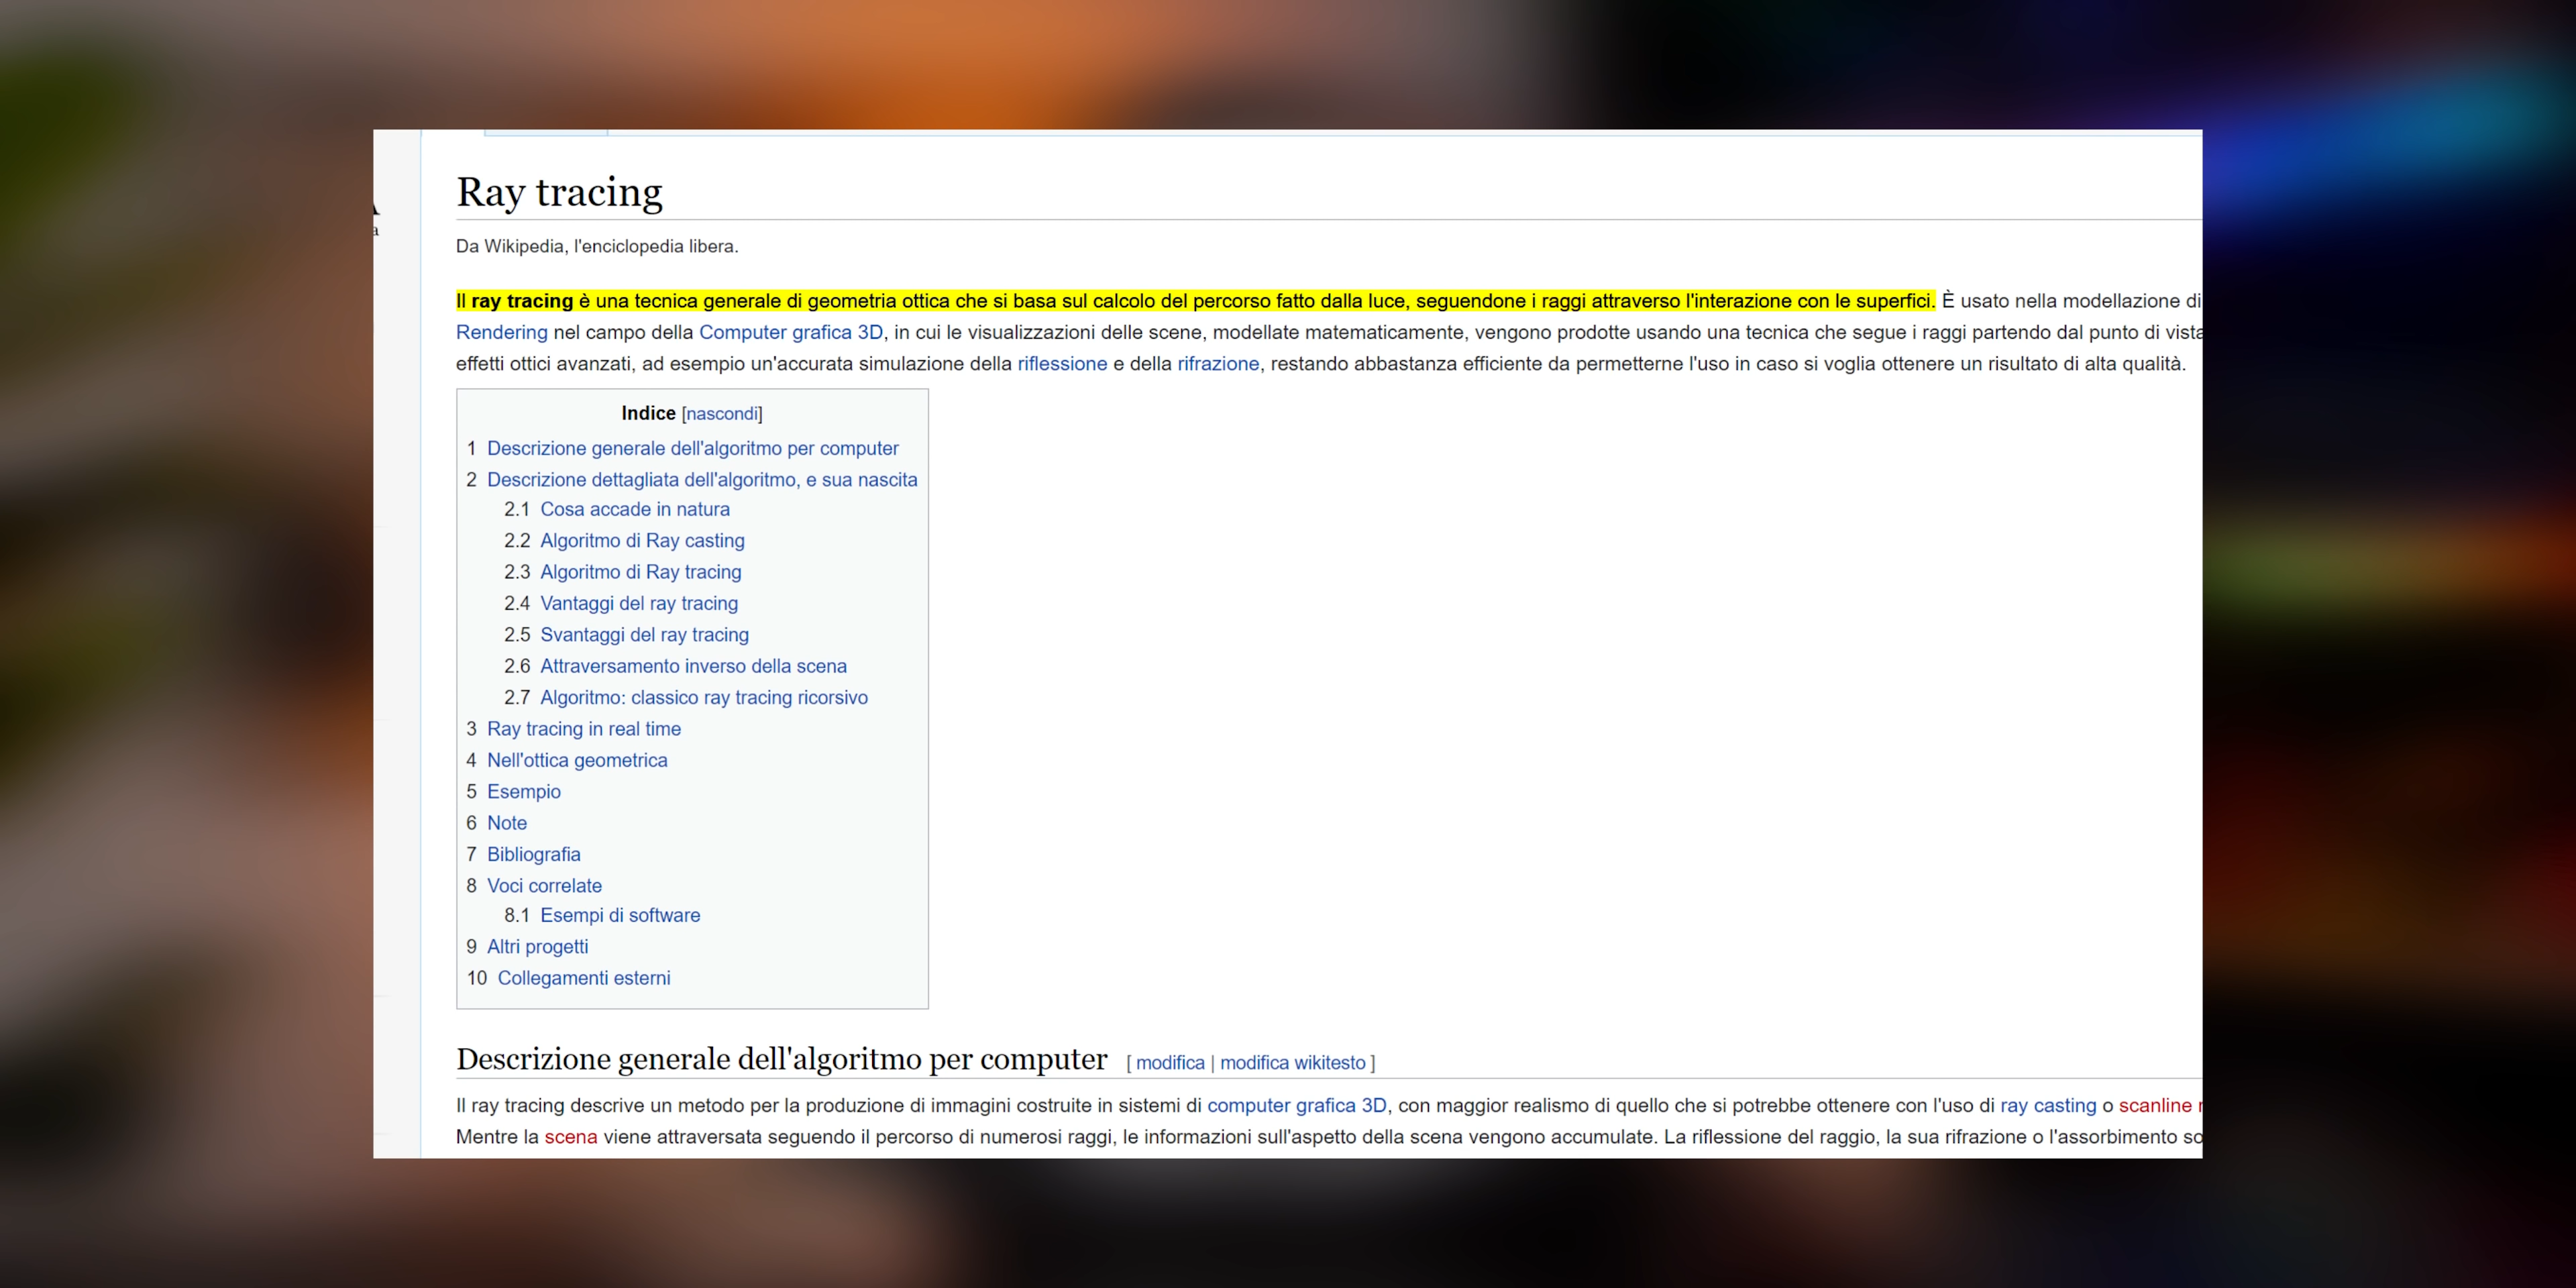 Ray tracing
Da Wikipedia, l'enciclopedia libera.
Il ray tracing è una tecnica generale di geometria ottica che si basa sul calcolo del percorso fatto dalla luce, seguendone i raggi attraverso l'interazione con le superfici. È usato nella modellazione di
Rendering nel campo della Computer grafica 3D, in cui le visualizzazioni delle scene, modellate matematicamente, vengono prodotte usando una tecnica che segue i raggi partendo dal punto di vista
effetti ottici avanzati, ad esempio un'accurata simulazione della riflessione e della rifrazione, restando abbastanza efficiente da permetterne l'uso in caso si voglia ottenere un risultato di alta qualità.
Indice [nascondi]
1 Descrizione generale dell'algoritmo per computer
2 Descrizione dettagliata dell'algoritmo, e sua nascita
2.1 Cosa accade in natura
2.2 Algoritmo di Ray casting
2.3 Algoritmo di Ray tracing
2.4 Vantaggi del ray tracing
2.5 Svantaggi del ray tracing
2.6 Attraversamento inverso della scena
2.7 Algoritmo: classico ray tracing ricorsivo
3 Ray tracing in real time
4 Nell'ottica geometrica
5 Esempio
6 Note
7 Bibliografia
8 Voci correlate
8.1 Esempi di software
9 Altri progetti
10 Collegamenti esterni
Descrizione generale dell'algoritmo per computer [ modifica | modifica wikitesto ]
Il ray tracing descrive un metodo per la produzione di immagini costruite in sistemi di computer grafica 3D, con maggior realismo di quello che si potrebbe ottenere con l'uso di ray casting o scanline
Mentre la scena viene attraversata seguendo il percorso di numerosi raggi, le informazioni sull'aspetto della scena vengono accumulate. La riflessione del raggio, la sua rifrazione o l'assorbimento so